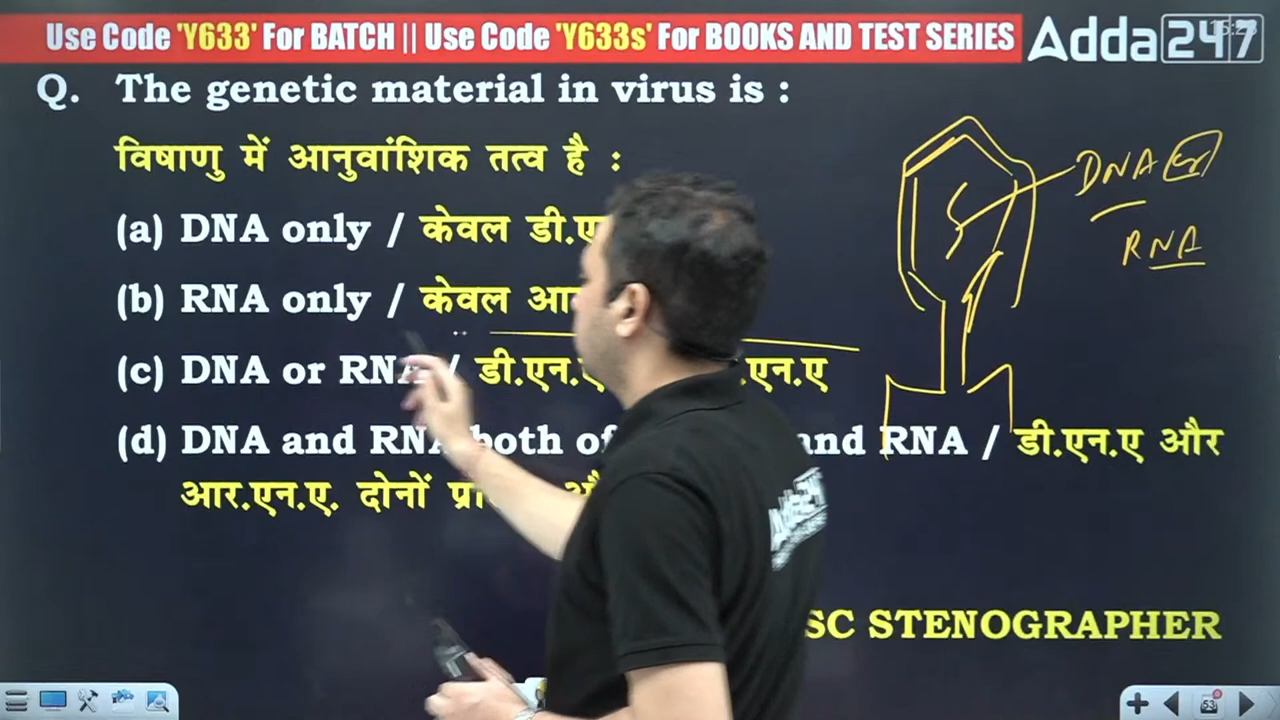 Use Code 'Y633' For BATCH || Use Code 'Y633s' For BOOKS AND TEST SERIES
Adda247
Q. The genetic material in virus is :
विषाणु में आनुवांशिक तत्व है :
(a) DNA only / केवल
(b) RNA only / केवल
(c) DNA or RNA / डी.एन.ए
(d) DNA and RNA both of and RNA / डी.एन.ए और
आर.एन.ए. दोनों
STENOGRAPHER
DNA
RNA
Adda247
53